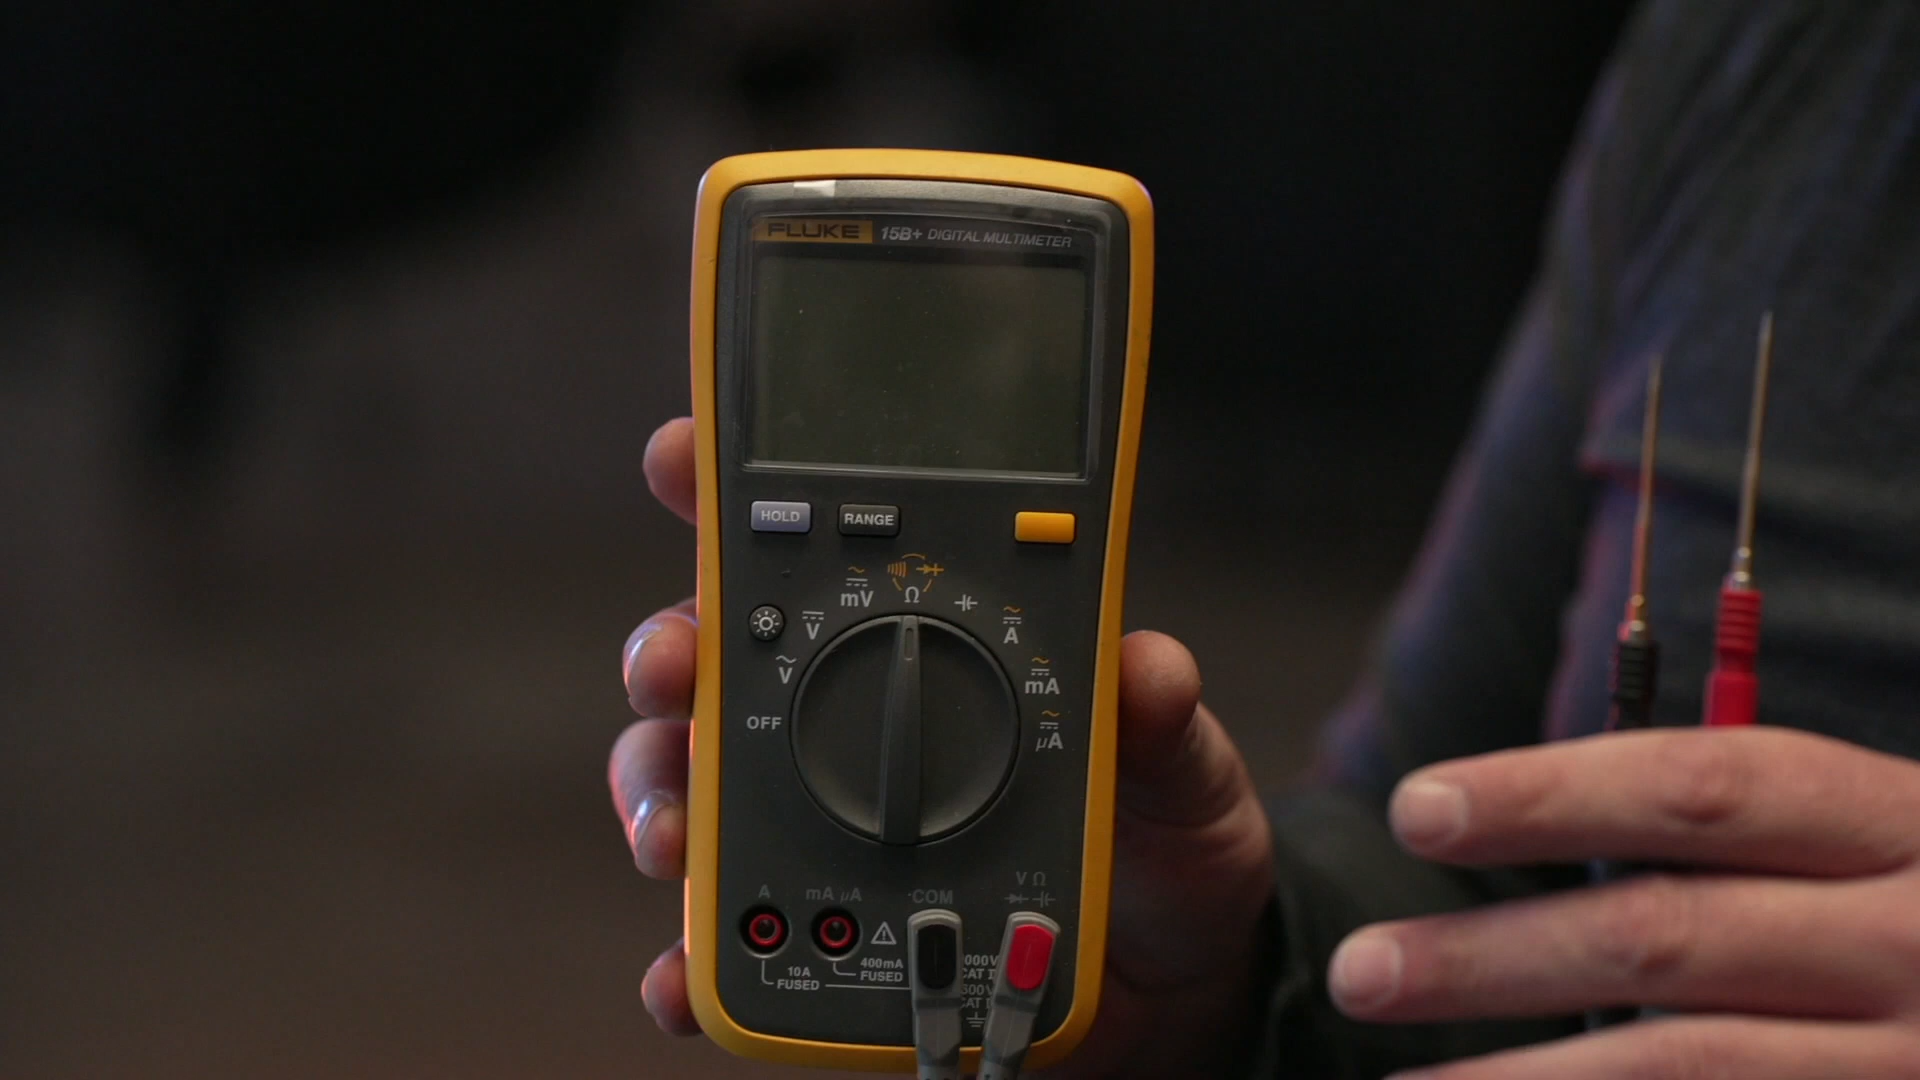 FLUKE 15B+ DIGITAL MULTIMETER
HOLD RANGE
mV Ω
V A
V mA
OFF µA
A mA µA COM V Ω
10A FUSED
400mA FUSED